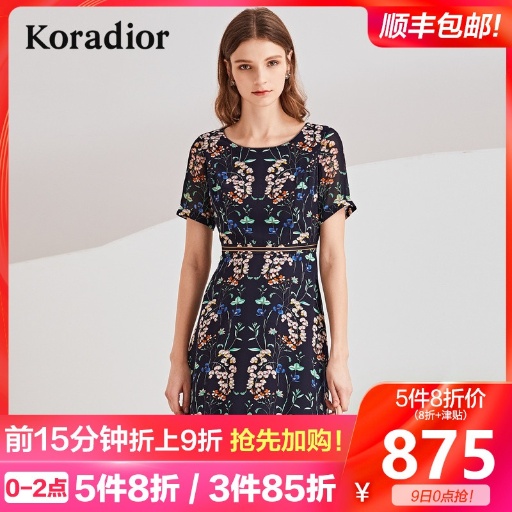 Koradior
顺丰包邮!
5件8折价
(8折+津贴)
¥ 875
9日0点抢!
前15分钟折上9折 抢先加购!
0-2点 5件8折 / 3件85折